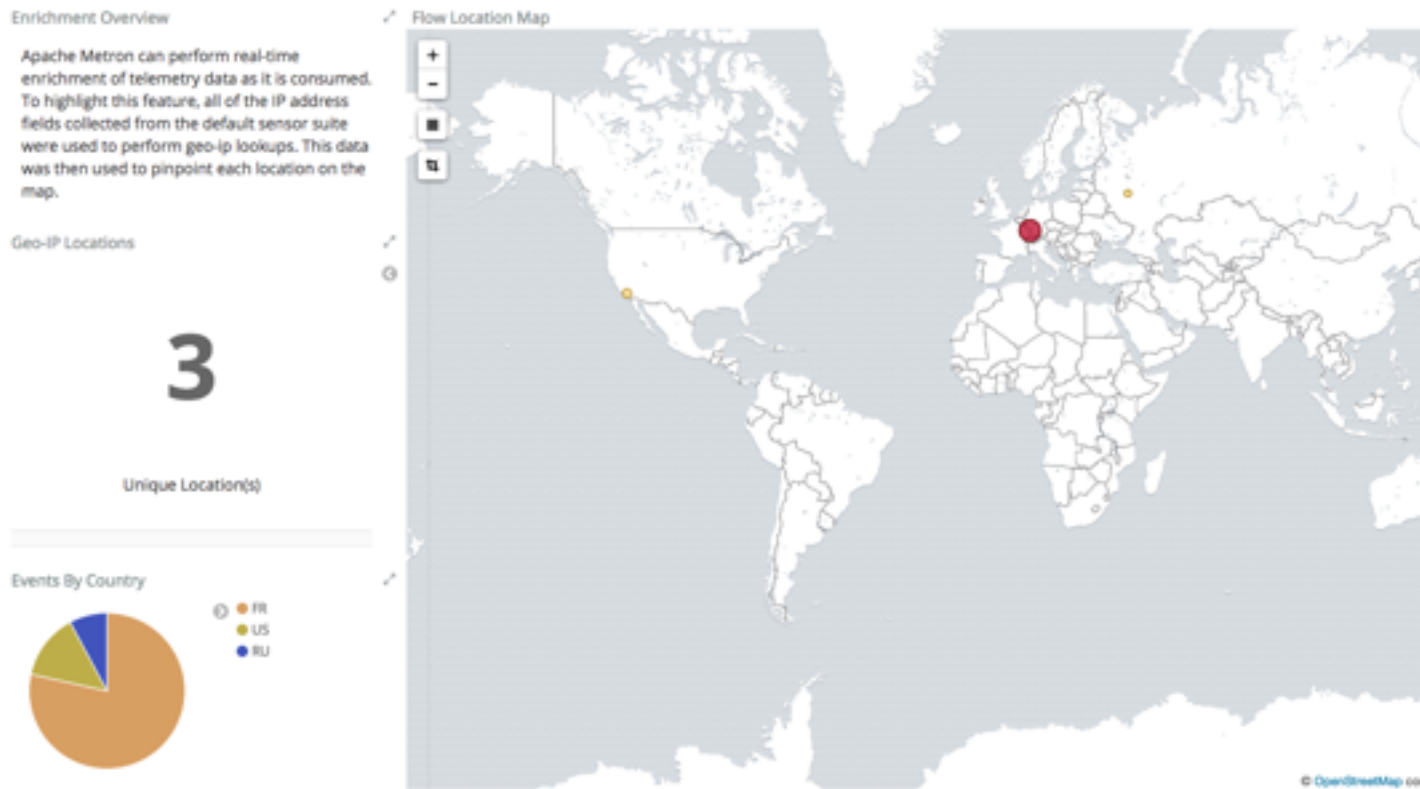 Enrichment Overview
Apache Metron can perform real-time
enrichment of telemetry data as it is consumed.
To highlight this feature, all of the IP address
fields collected from the default sensor suite
were used to perform geo-ip lookups. This data
was then used to pinpoint each location on the
map.
Geo-IP Locations
3
Unique Location(s)
Events By Country
FR
US
RU
Flow Location Map
+
−
© OpenStreetMap co